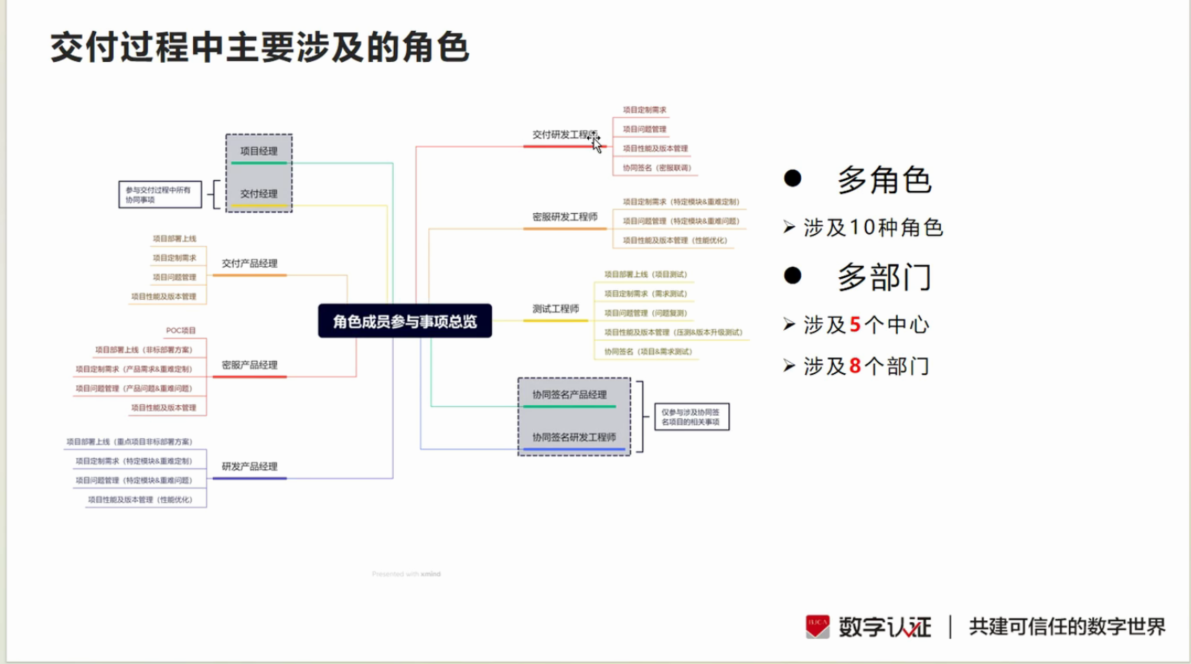 交付过程中主要涉及的角色
项目经理
交付经理
参与交付过程中所有
协同事项
项目部署上线
项目定制需求
项目问题管理
项目性能及版本管理
交付产品经理
POC项目
项目部署上线（非标部署方案）
项目定制需求（产品需求&重难定制）
项目问题管理（产品问题&重难问题）
项目性能及版本管理
密服产品经理
项目部署上线（重点项目非标部署方案）
项目定制需求（特定模块&重难定制）
项目问题管理（特定模块&重难问题）
项目性能及版本管理（性能优化）
研发产品经理
角色成员参与事项总览
交付研发工程师
项目定制需求
项目问题管理
项目性能及版本管理
协同签名（密服联调）
密服研发工程师
项目定制需求（特定模块&重难定制）
项目问题管理（特定模块&重难问题）
项目性能及版本管理（性能优化）
测试工程师
项目部署上线（项目测试）
项目定制需求（需求测试）
项目问题管理（问题复测）
项目性能及版本管理（压测&版本升级测试）
协同签名（项目&需求测试）
协同签名产品经理
协同签名研发工程师
仅参与涉及协同签
名项目的相关事项
● 多角色
➢ 涉及10种角色
● 多部门
➢ 涉及5个中心
➢ 涉及8个部门
Presented with xmind
BJCA 数字认证 | 共建可信任的数字世界